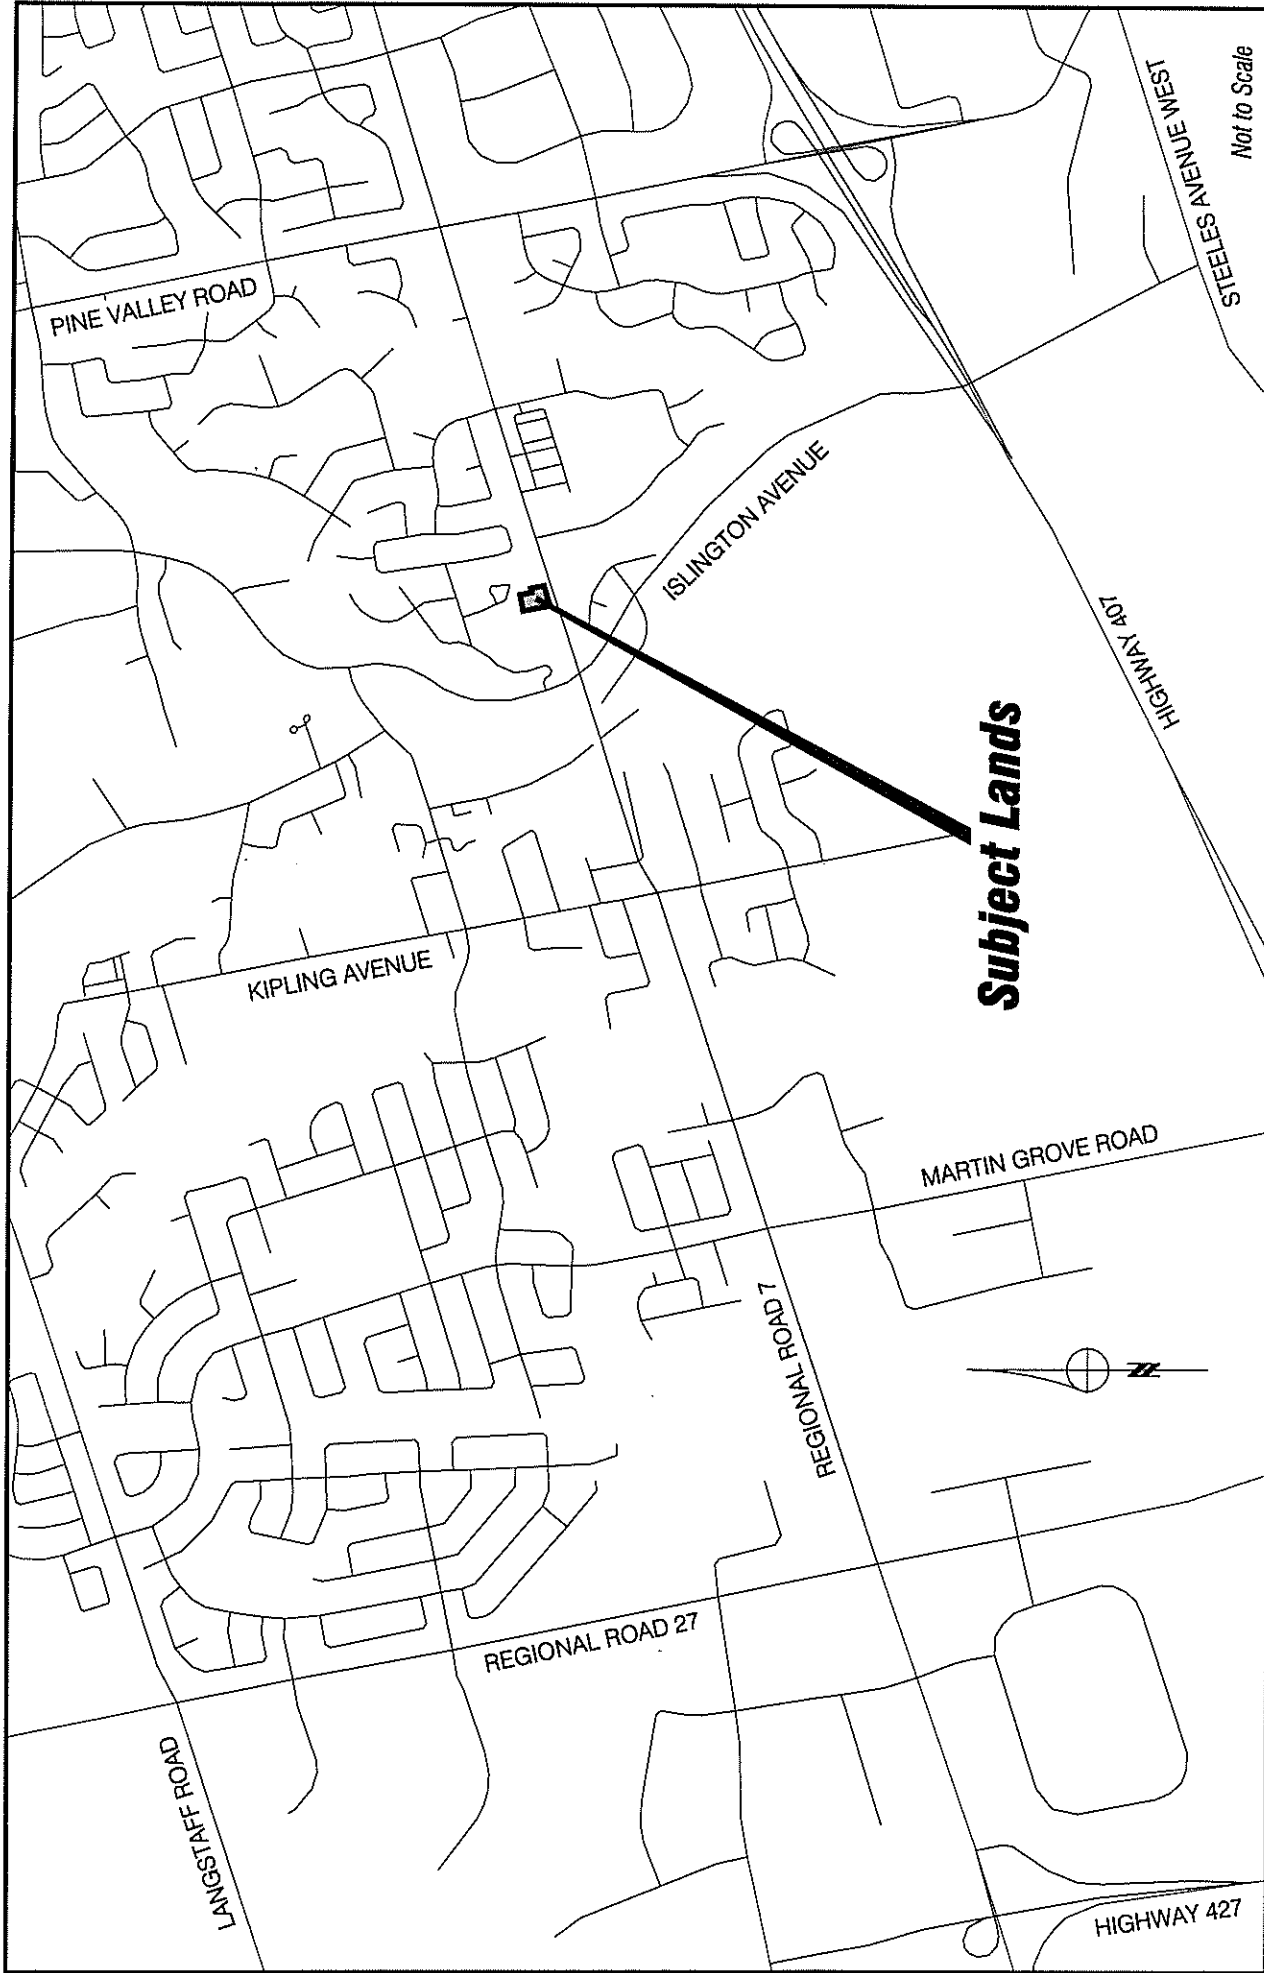 PINE VALLEY ROAD
STEELES AVENUE WEST
Not to Scale
ISLINGTON AVENUE
HIGHWAY 407
Subject Lands
KIPLING AVENUE
MARTIN GROVE ROAD
REGIONAL ROAD 7
N
REGIONAL ROAD 27
LANGSTAFF ROAD
HIGHWAY 427